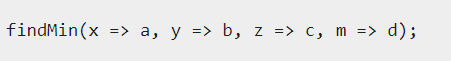 findMin(x => a, y => b, z => c, m => d);